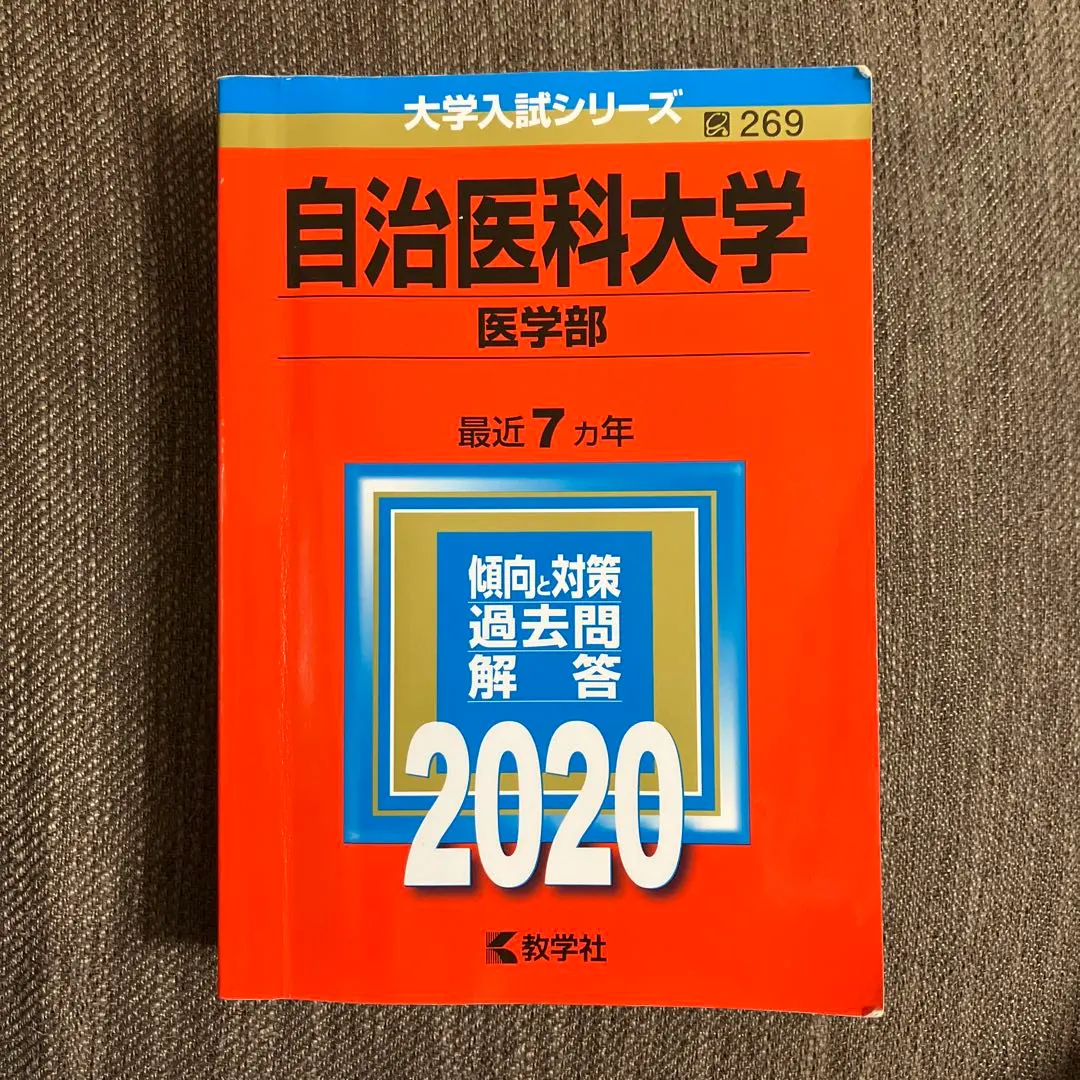 大学入試シリーズ
269
自治医科大学
医学部
最近7カ年
傾向と対策
過去問
解答
2020
教学社